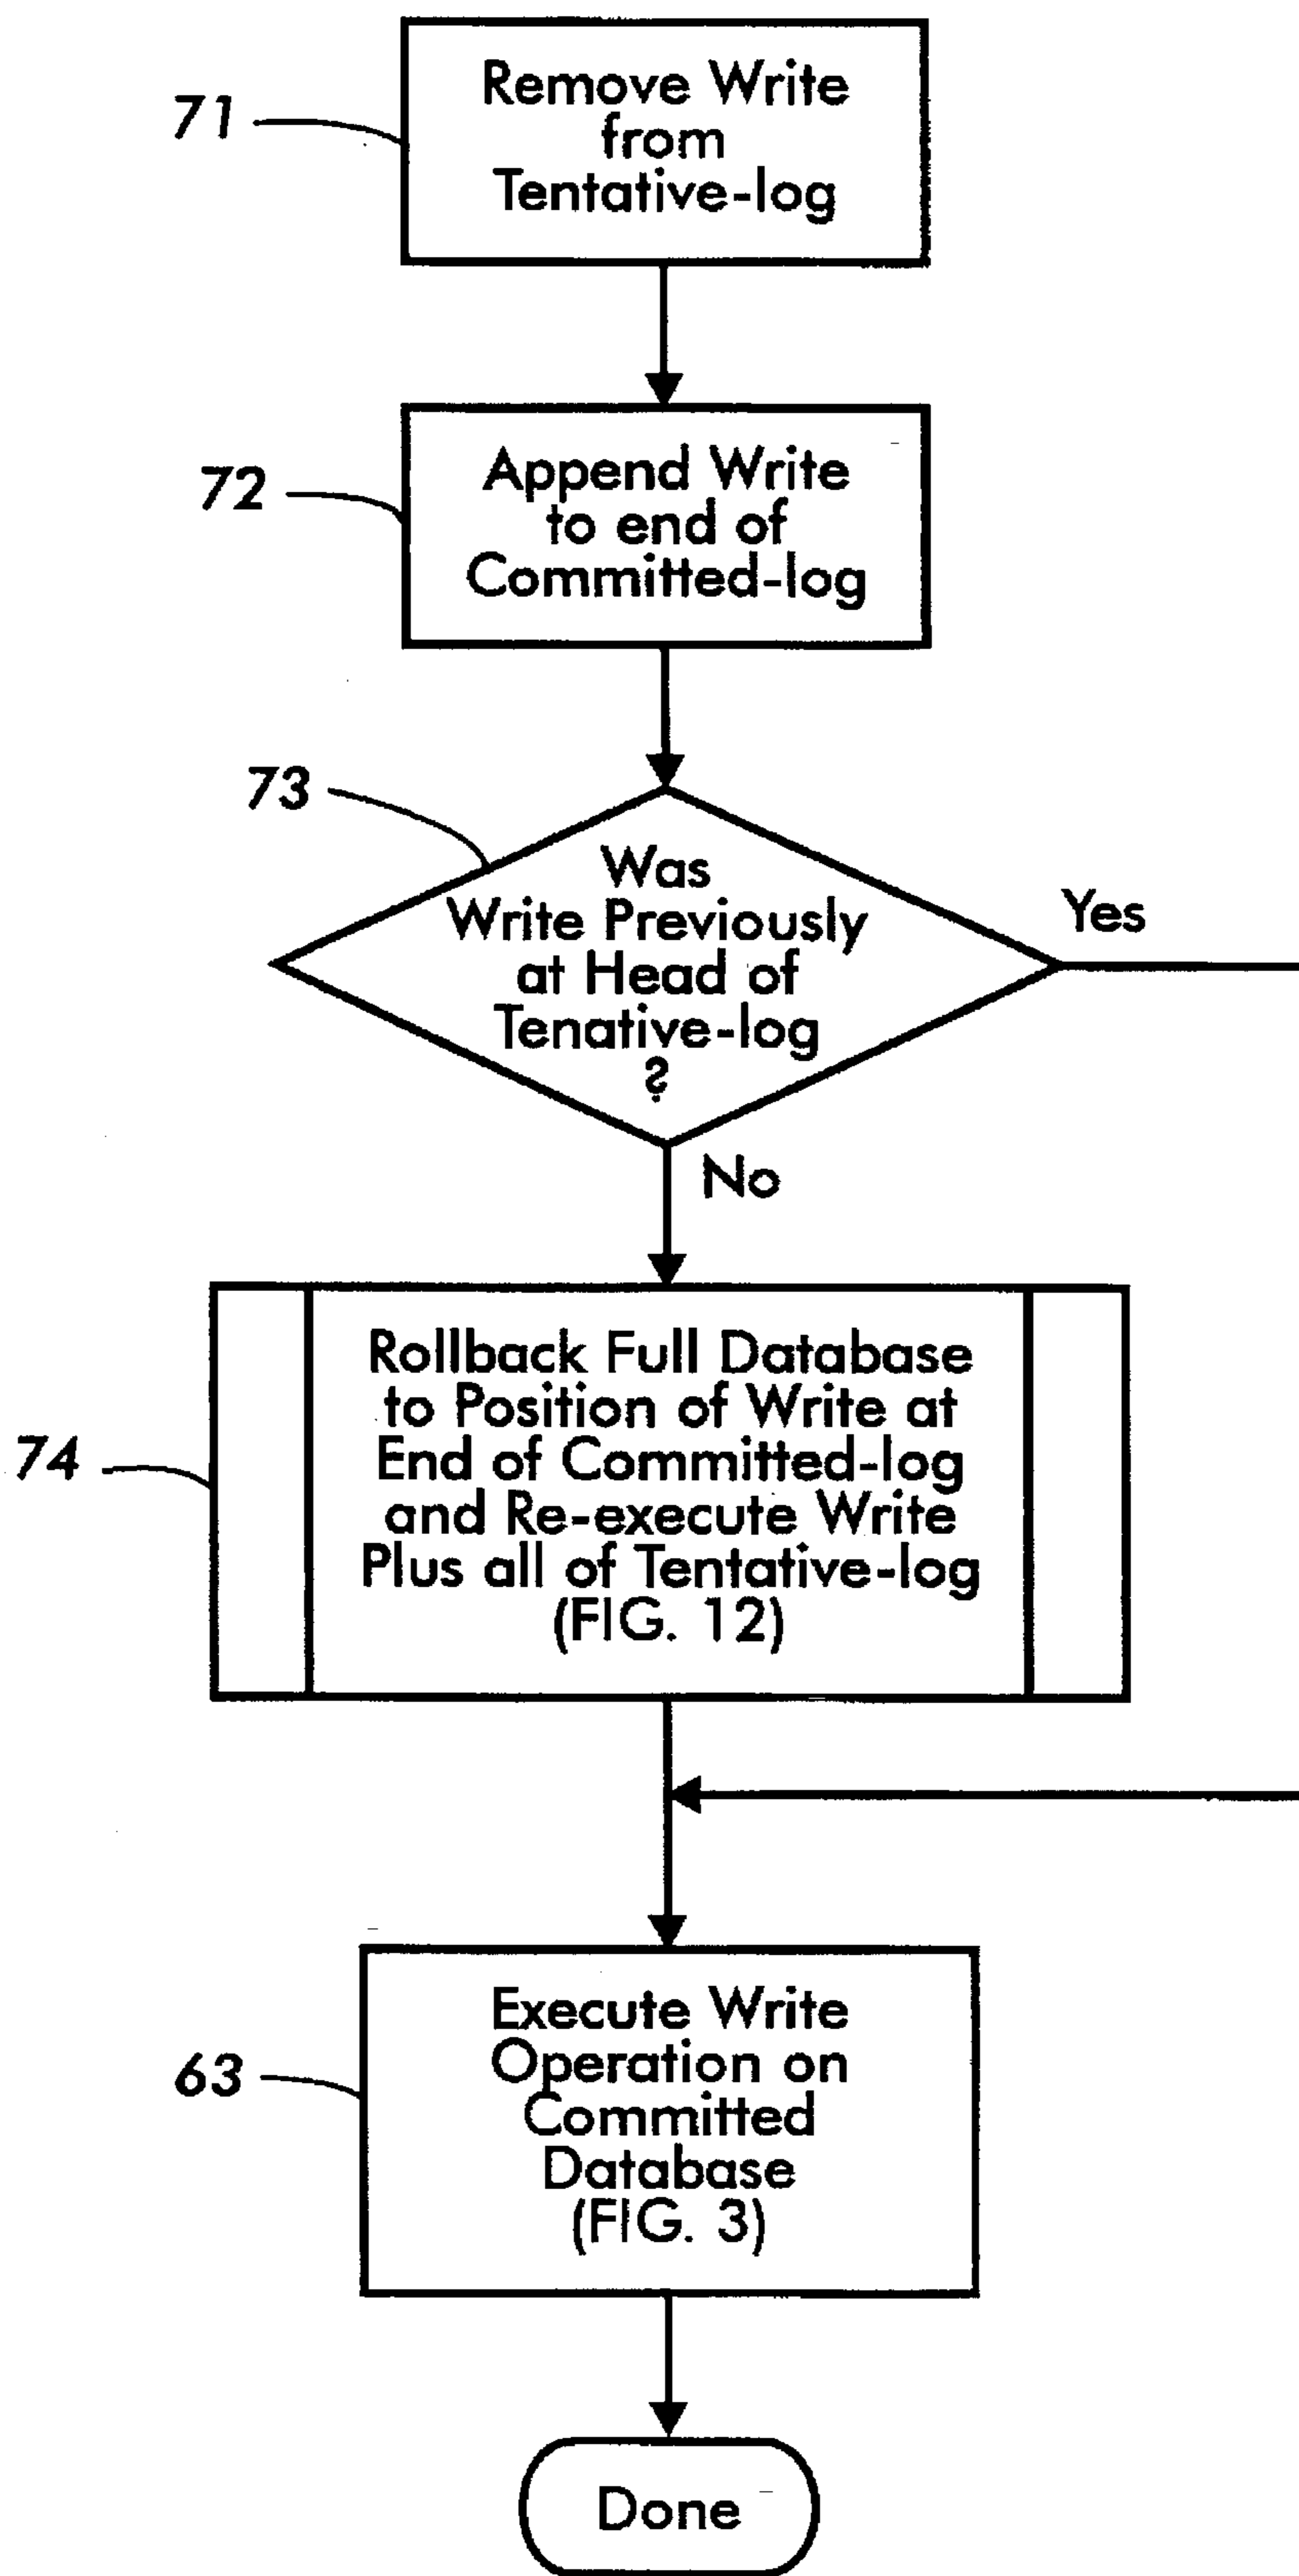 71
Remove Write
from
Tentative-log
72
Append Write
to end of
Committed-log
73
Was
Write Previously
at Head of
Tenative-log
?
Yes
No
74
Rollback Full Database
to Position of Write at
End of Committed-log
and Re-execute Write
Plus all of Tentative-log
(FIG. 12)
63
Execute Write
Operation on
Committed
Database
(FIG. 3)
Done